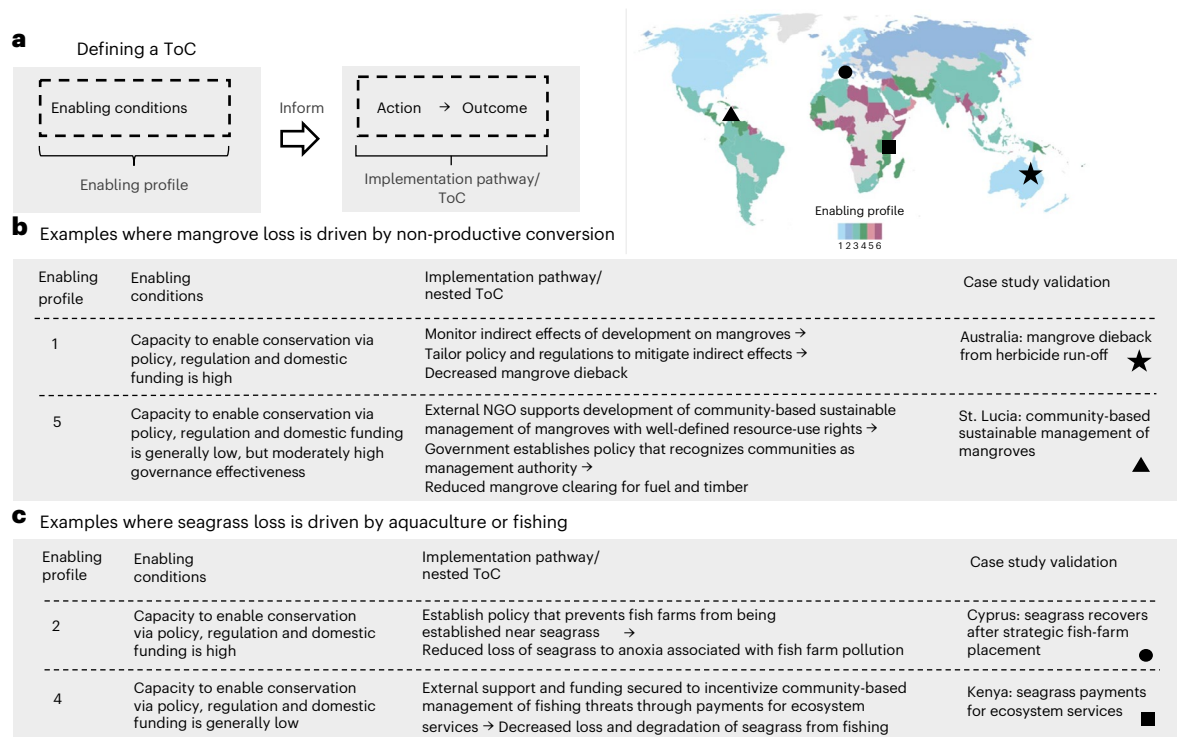 a
Defining a ToC
Enabling conditions
Enabling profile
Inform
Action → Outcome
Implementation pathway/
ToC
Enabling profile
1 2 3 4 5 6
b Examples where mangrove loss is driven by non-productive conversion
Enabling
profile
Enabling
conditions
Implementation pathway/
nested ToC
Case study validation
1
Capacity to enable conservation via
policy, regulation and domestic
funding is high
Monitor indirect effects of development on mangroves →
Tailor policy and regulations to mitigate indirect effects →
Decreased mangrove dieback
Australia: mangrove dieback
from herbicide run-off
5
Capacity to enable conservation via
policy, regulation and domestic funding
is generally low, but moderately high
governance effectiveness
External NGO supports development of community-based sustainable
management of mangroves with well-defined resource-use rights →
Government establishes policy that recognizes communities as
management authority →
Reduced mangrove clearing for fuel and timber
St. Lucia: community-based
sustainable management of
mangroves
c Examples where seagrass loss is driven by aquaculture or fishing
Enabling
profile
Enabling
conditions
Implementation pathway/
nested ToC
Case study validation
2
Capacity to enable conservation
via policy, regulation and domestic
funding is high
Establish policy that prevents fish farms from being
established near seagrass →
Reduced loss of seagrass to anoxia associated with fish farm pollution
Cyprus: seagrass recovers
after strategic fish-farm
placement
4
Capacity to enable conservation
via policy, regulation and domestic
funding is generally low
External support and funding secured to incentivize community-based
management of fishing threats through payments for ecosystem
services → Decreased loss and degradation of seagrass from fishing
Kenya: seagrass payments
for ecosystem services